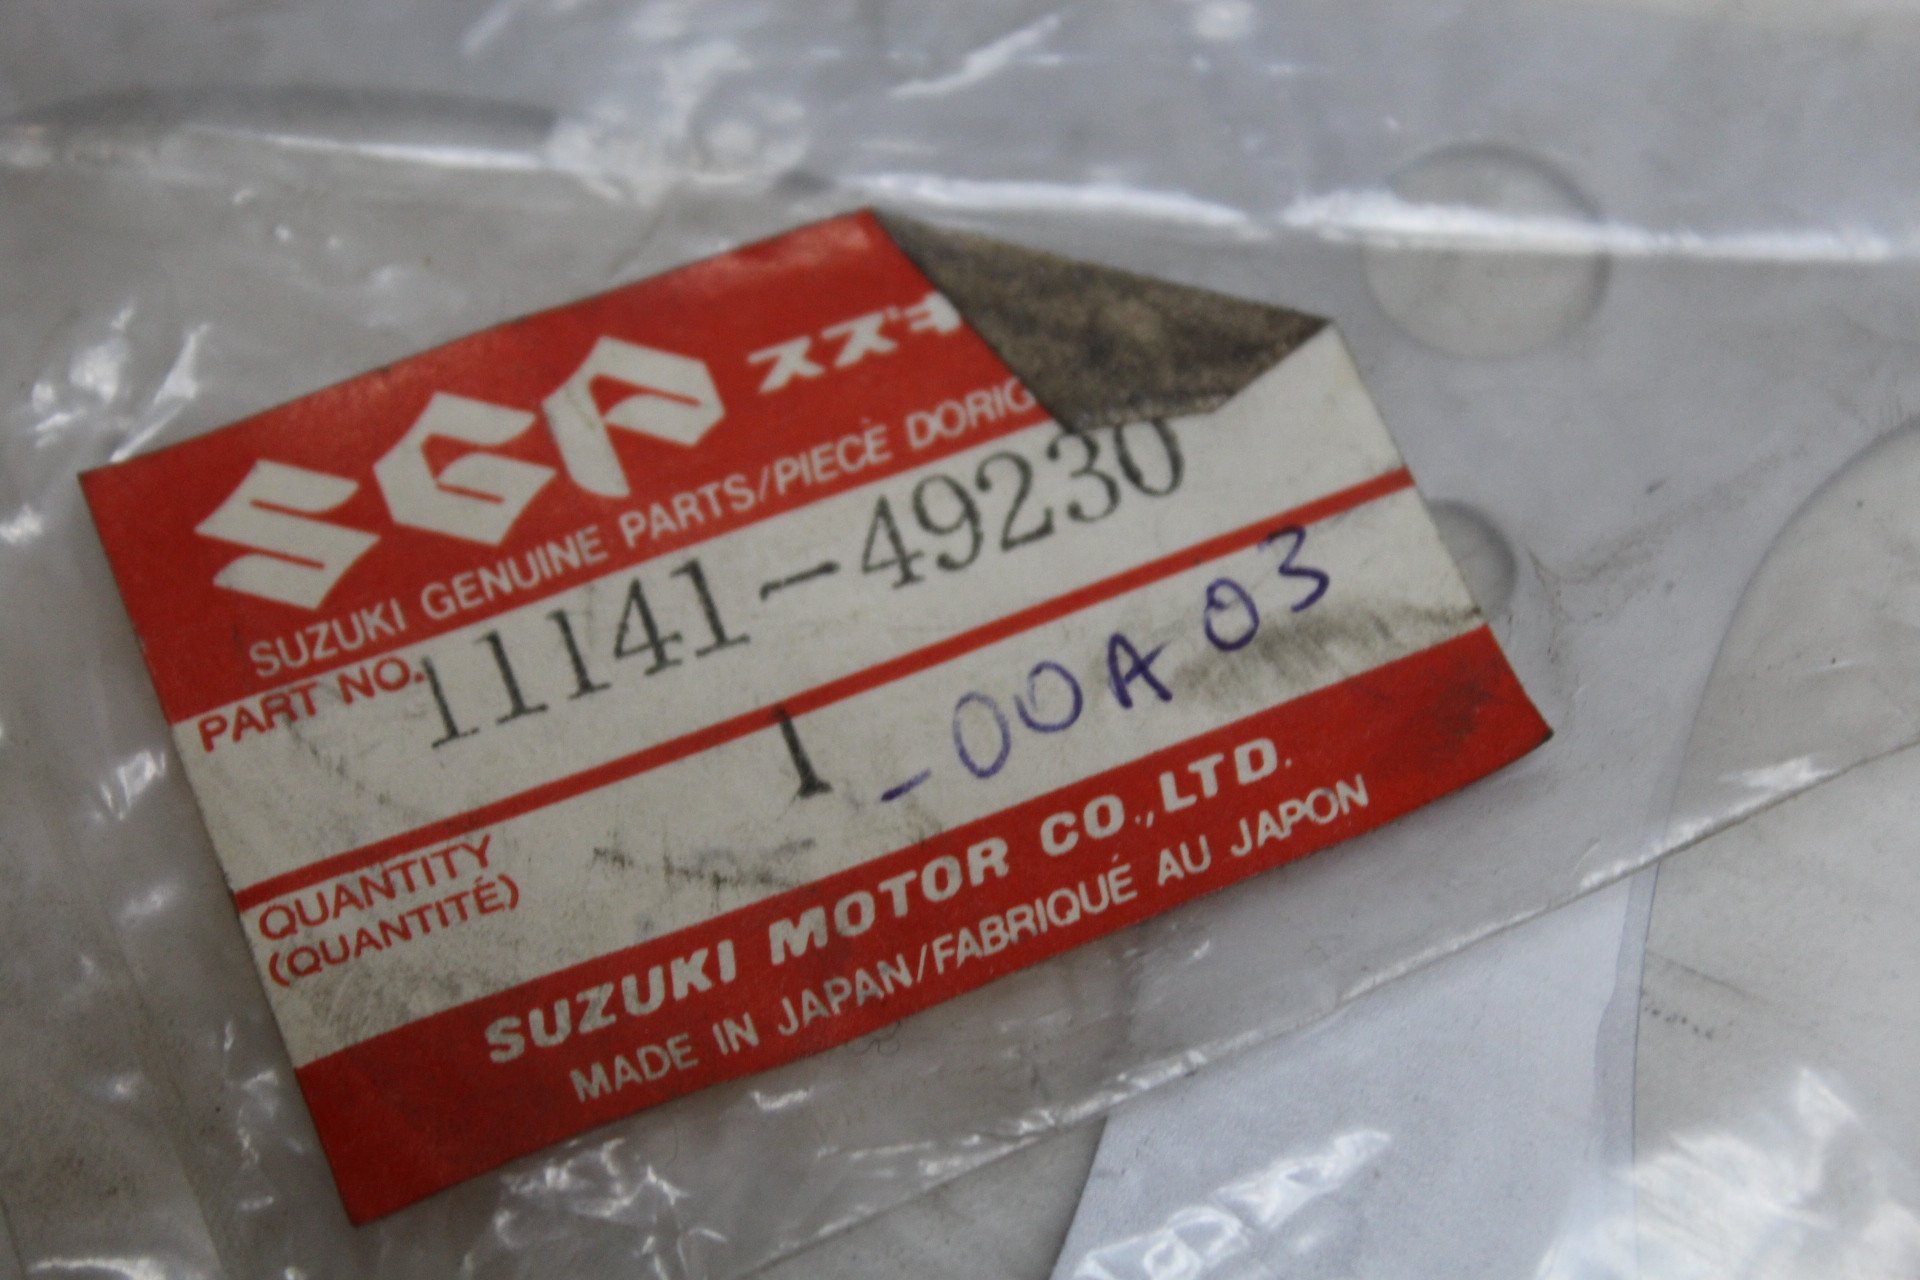 SGP スズキ
SUZUKI GENUINE PARTS/PIECÈ DORIG
PART NO. 11141-49230
QUANTITY 1 -00A03
(QUANTITÉ)
SUZUKI MOTOR CO.,LTD.
MADE IN JAPAN/FABRIQUÉ AU JAPON